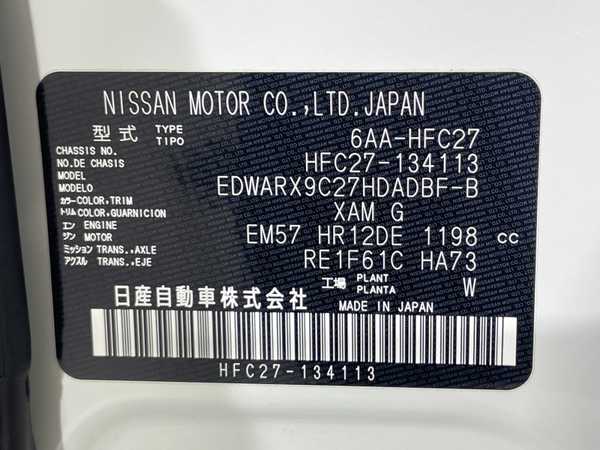 NISSAN MOTOR CO.,LTD.JAPAN
型式 TYPE TIPO 6AA-HFC27
CHASSIS NO. NO.DE CHASSIS HFC27-134113
MODEL MODELO EDWARX9C27HDADBF-B
カラー COLOR,TRIM トリム COLOR,GUARNICION XAM G
エンジン ENGINE MOTOR EM57 HR12DE 1198 cc
ミッション TRANS.,AXLE アクスル TRANS.,EJE RE1F61C HA73
工場 PLANT PLANTA W
日産自動車株式会社 MADE IN JAPAN
HFC27-134113